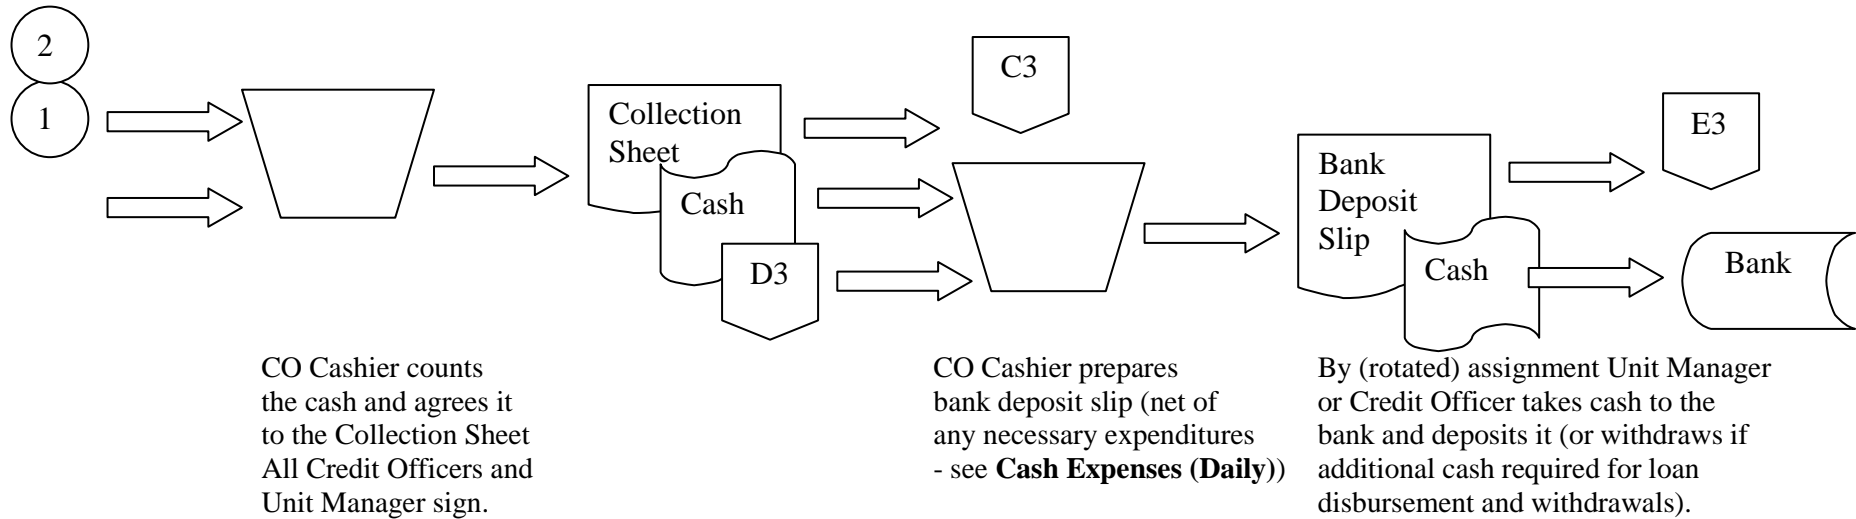 2
1
Collection
Sheet
Cash
D3
C3
Bank
Deposit
Slip
Cash
E3
Bank
CO Cashier counts
the cash and agrees it
to the Collection Sheet
All Credit Officers and
Unit Manager sign.
CO Cashier prepares
bank deposit slip (net of
any necessary expenditures
- see Cash Expenses (Daily))
By (rotated) assignment Unit Manager
or Credit Officer takes cash to the
bank and deposits it (or withdraws if
additional cash required for loan
disbursement and withdrawals).